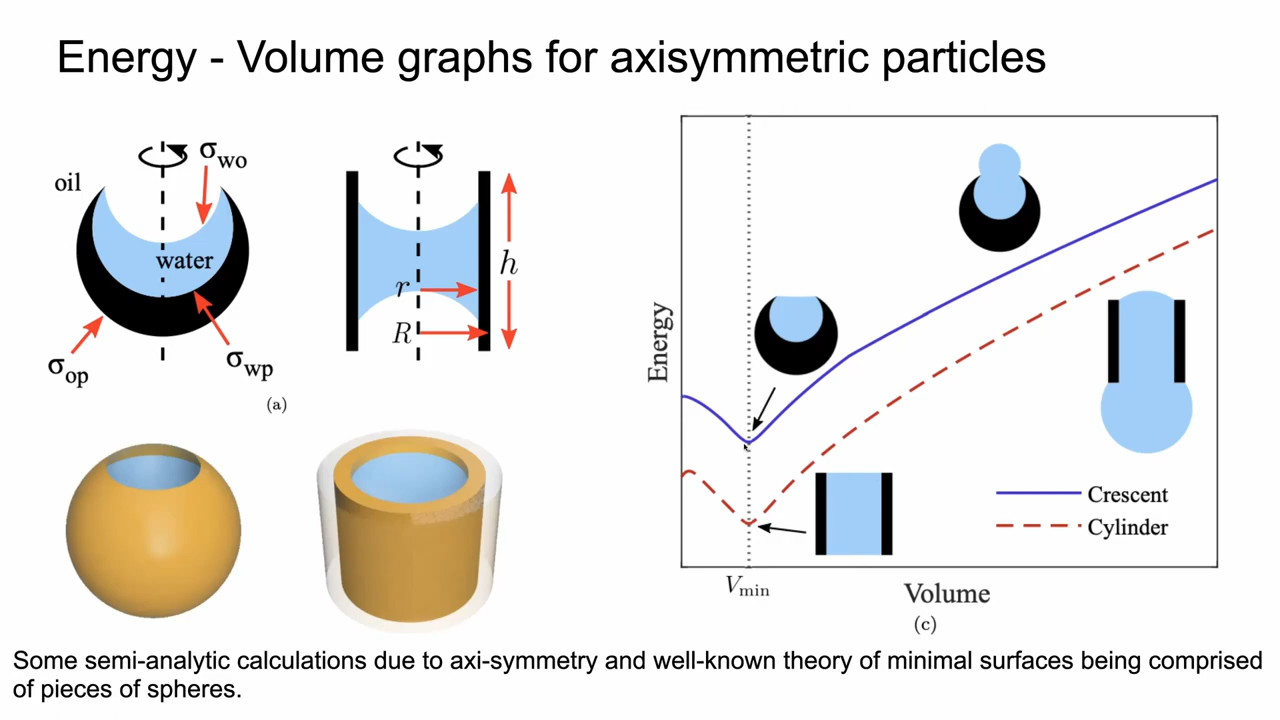 Energy - Volume graphs for axisymmetric particles
σwo
oil
water
σop
σwp
(a)
r
R
h
Energy
Crescent
Cylinder
Vmin
Volume
(c)
Some semi-analytic calculations due to axi-symmetry and well-known theory of minimal surfaces being comprised
of pieces of spheres.